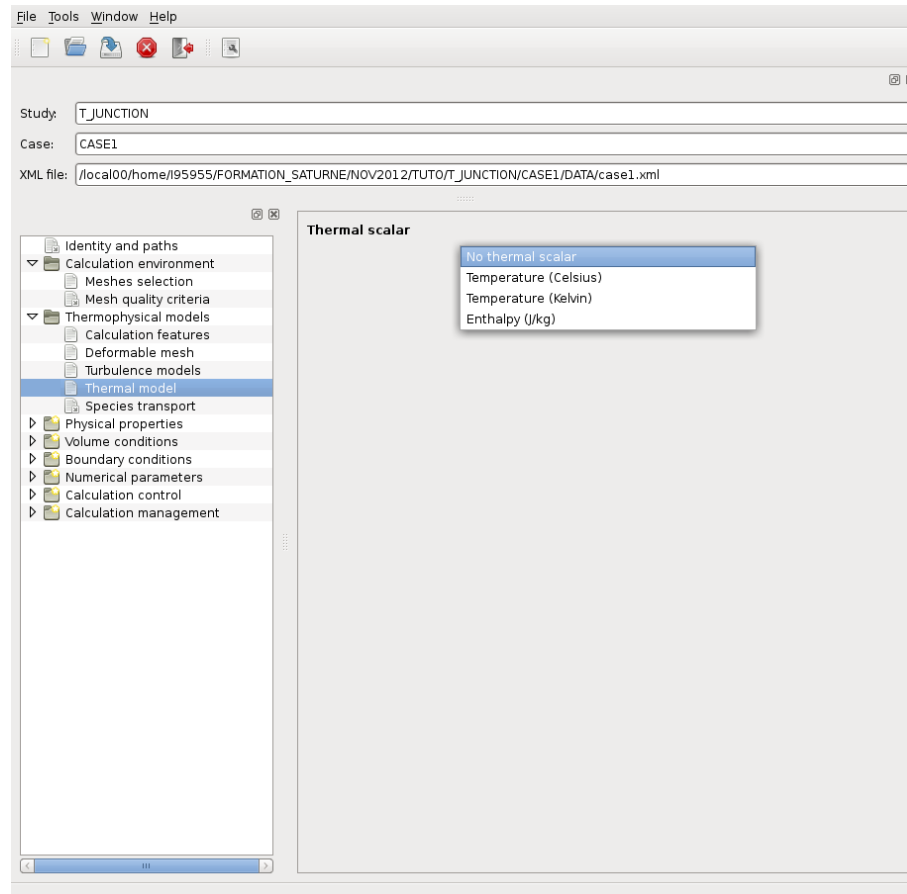 File Tools Window Help
Study: T_JUNCTION
Case: CASE1
XML file: /local00/home/I95955/FORMATION_SATURNE/NOV2012/TUTO/T_JUNCTION/CASE1/DATA/case1.xml
Identity and paths
Calculation environment
Meshes selection
Mesh quality criteria
Thermophysical models
Calculation features
Deformable mesh
Turbulence models
Thermal model
Species transport
Physical properties
Volume conditions
Boundary conditions
Numerical parameters
Calculation control
Calculation management
Thermal scalar
No thermal scalar
Temperature (Celsius)
Temperature (Kelvin)
Enthalpy (J/kg)